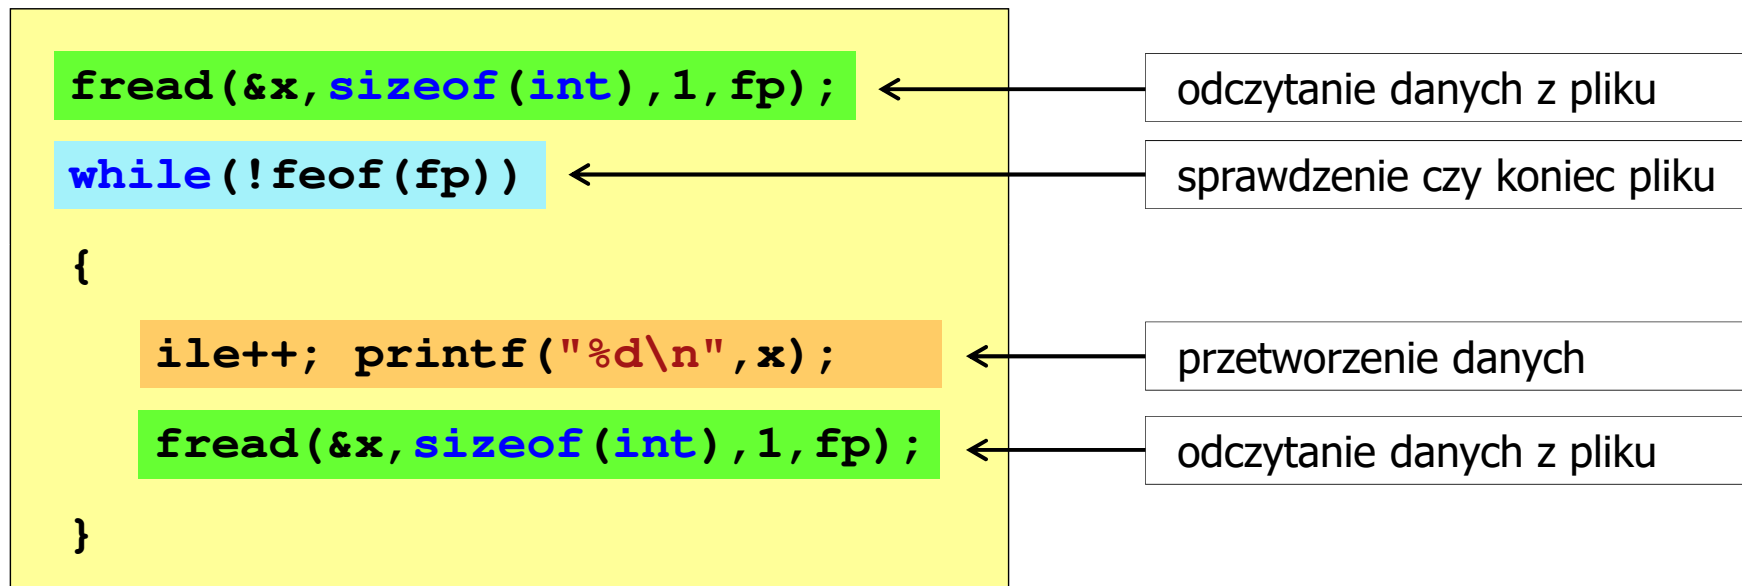 fread(&x,sizeof(int),1,fp);
odczytanie danych z pliku
while(!feof(fp))
sprawdzenie czy koniec pliku
{
ile++; printf("%d\n",x);
przetworzenie danych
fread(&x,sizeof(int),1,fp);
odczytanie danych z pliku
}